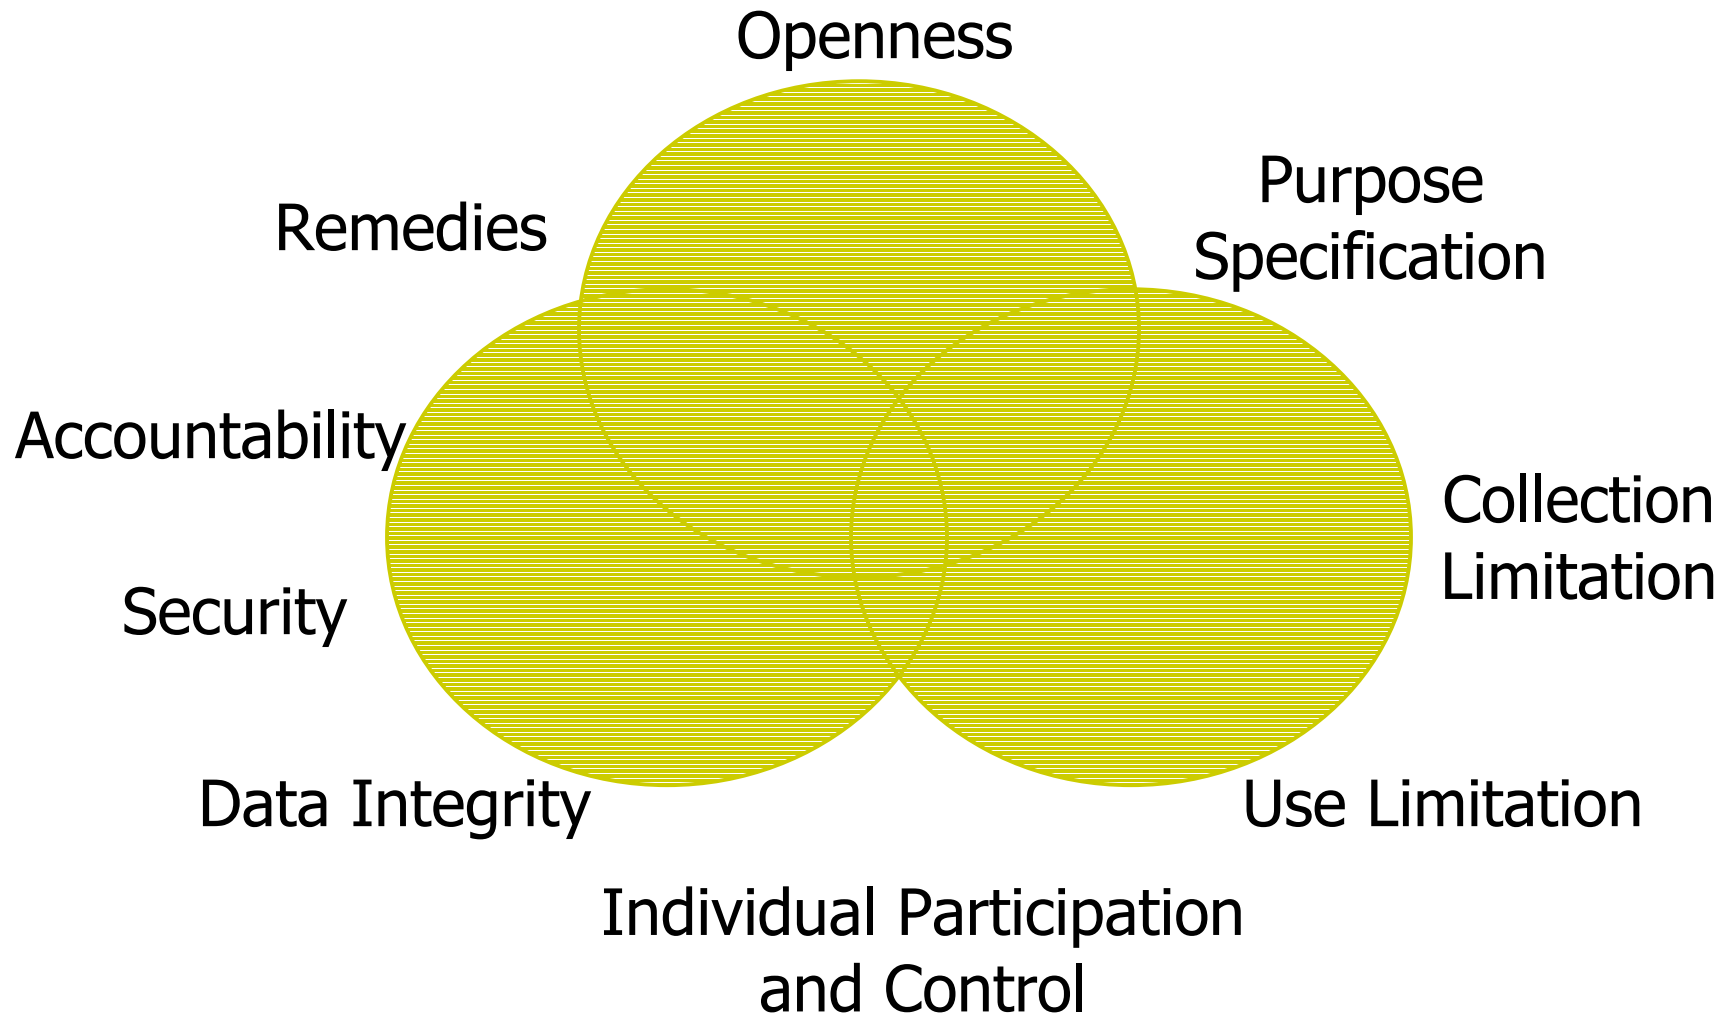 Openness
Purpose
Specification
Remedies
Accountability
Collection
Limitation
Security
Data Integrity
Use Limitation
Individual Participation
and Control